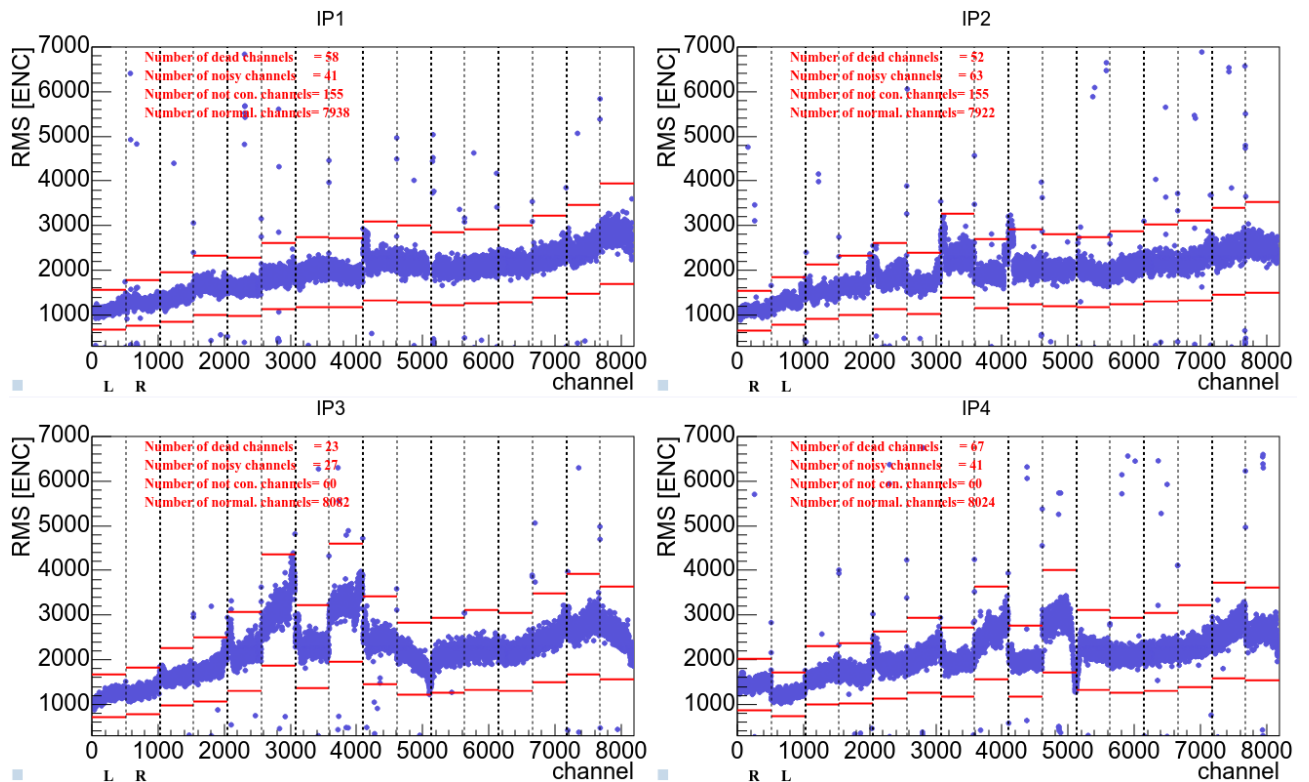 IP1
RMS [ENC]
7000
6000
5000
4000
3000
2000
1000
Number of dead channels = 58
Number of noisy channels = 41
Number of not con. channels= 155
Number of normal. channels= 7938
0 1000 2000 3000 4000 5000 6000 7000 8000
channel
L R
IP2
RMS [ENC]
7000
6000
5000
4000
3000
2000
1000
Number of dead channels = 52
Number of noisy channels = 63
Number of not con. channels= 155
Number of normal. channels= 7922
0 1000 2000 3000 4000 5000 6000 7000 8000
channel
R L
IP3
RMS [ENC]
7000
6000
5000
4000
3000
2000
1000
Number of dead channels = 23
Number of noisy channels = 27
Number of not con. channels= 60
Number of normal. channels= 8082
0 1000 2000 3000 4000 5000 6000 7000 8000
channel
L R
IP4
RMS [ENC]
7000
6000
5000
4000
3000
2000
1000
Number of dead channels = 67
Number of noisy channels = 41
Number of not con. channels= 60
Number of normal. channels= 8024
0 1000 2000 3000 4000 5000 6000 7000 8000
channel
R L